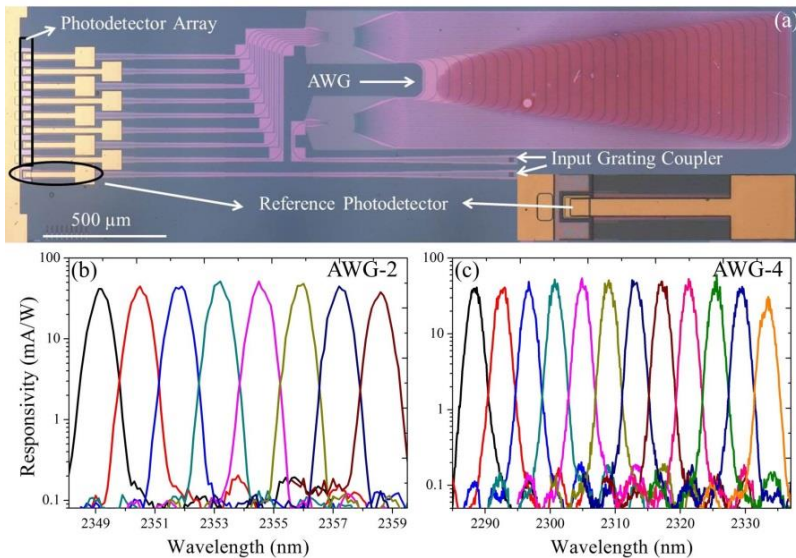 Photodetector Array
(a)
AWG
Input Grating Coupler
Reference Photodetector
500 µm
(b)
AWG-2
100
10
1
0.1
Responsivity (mA/W)
2349 2351 2353 2355 2357 2359
Wavelength (nm)
(c)
AWG-4
100
10
1
0.1
2290 2300 2310 2320 2330
Wavelength (nm)